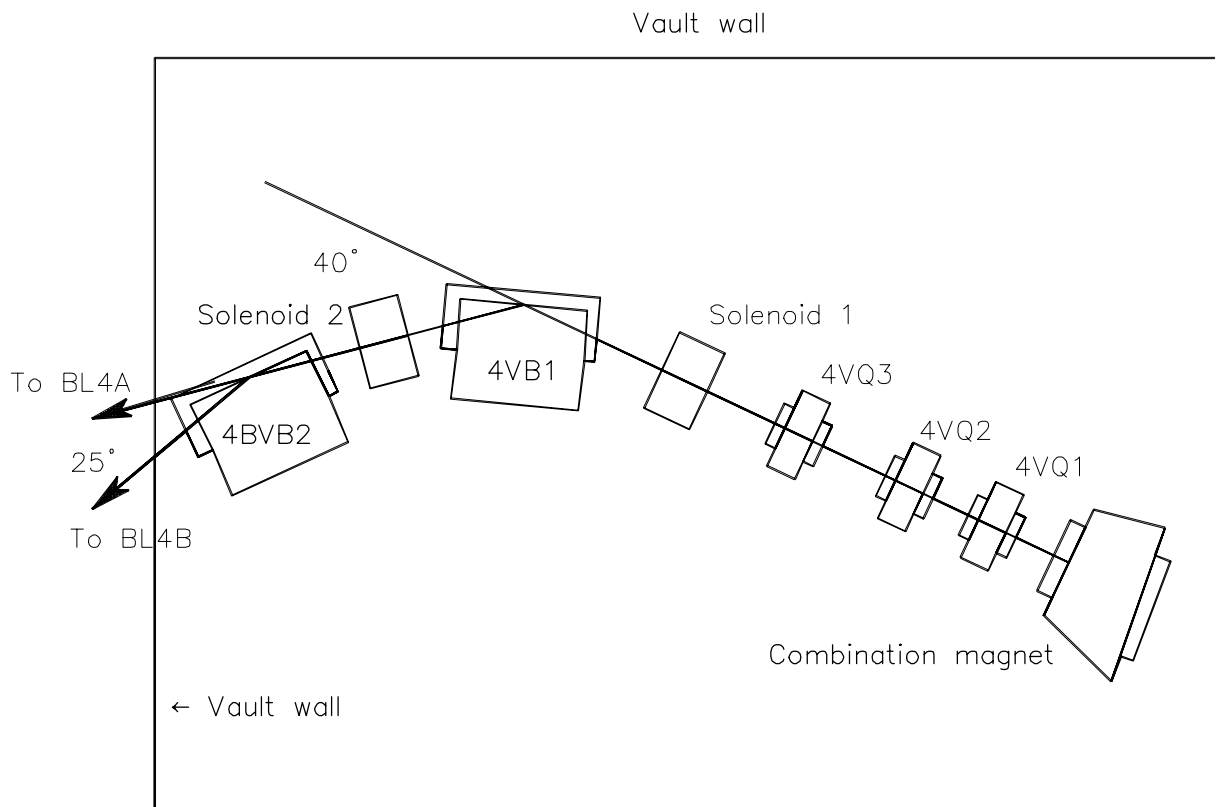 Vault wall
40°
Solenoid 2
Solenoid 1
4VB1
To BL4A
4VQ3
4BVB2
4VQ2
25°
4VQ1
To BL4B
Combination magnet
← Vault wall